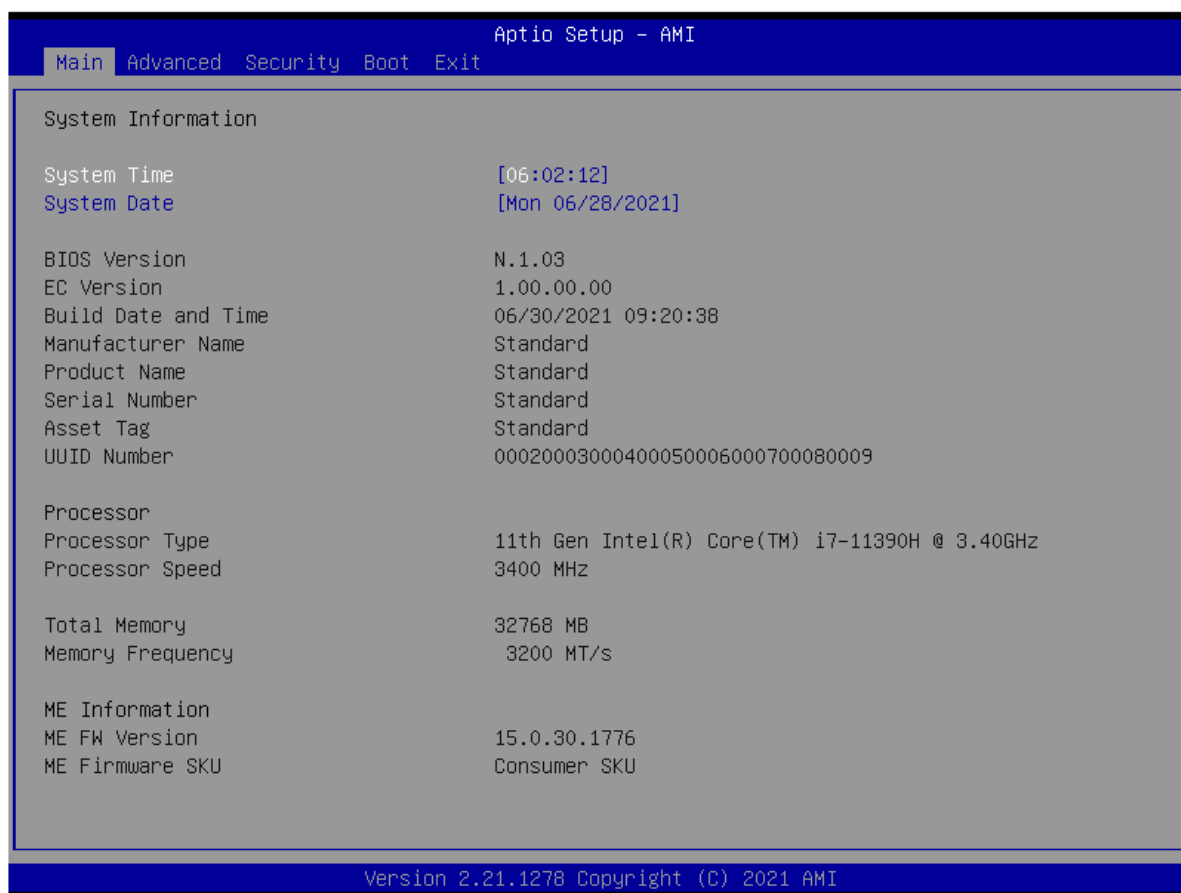 Aptio Setup - AMI
Main Advanced Security Boot Exit
System Information
System Time [06:02:12]
System Date [Mon 06/28/2021]
BIOS Version N.1.03
EC Version 1.00.00.00
Build Date and Time 06/30/2021 09:20:38
Manufacturer Name Standard
Product Name Standard
Serial Number Standard
Asset Tag Standard
UUID Number 00020003000400050006000700080009
Processor
Processor Type 11th Gen Intel(R) Core(TM) i7-11390H @ 3.40GHz
Processor Speed 3400 MHz
Total Memory 32768 MB
Memory Frequency 3200 MT/s
ME Information
ME FW Version 15.0.30.1776
ME Firmware SKU Consumer SKU
Version 2.21.1278 Copyright (C) 2021 AMI